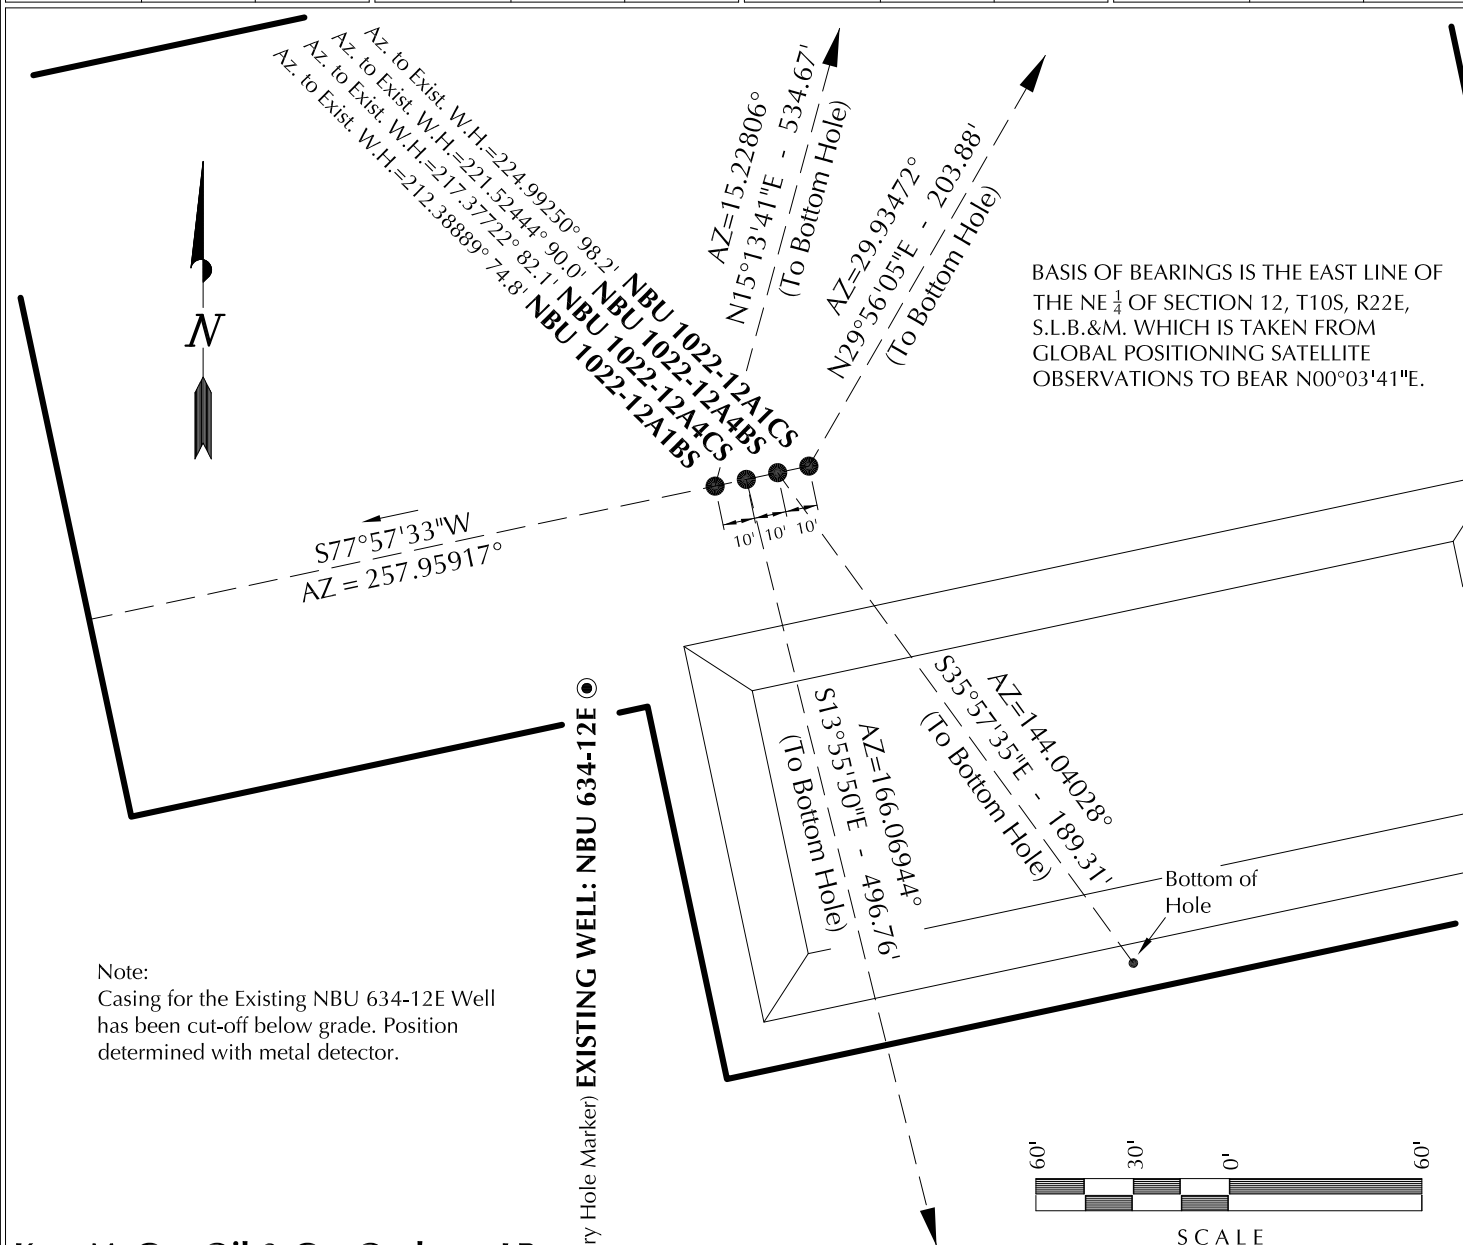 Az. to Exist. W.H.=224.99250° 98.2' NBU 1022-12A1CS
Az. to Exist. W.H.=221.52444° 90.0' NBU 1022-12A4BS
Az. to Exist. W.H.=217.37722° 82.1' NBU 1022-12A4CS
Az. to Exist. W.H.=212.38889° 74.8' NBU 1022-12A1BS
AZ=15.22806°
N15°13'41"E - 534.67'
(To Bottom Hole)
AZ=29.93472°
N29°56'05"E - 203.88'
(To Bottom Hole)
N
BASIS OF BEARINGS IS THE EAST LINE OF
THE NE 1/4 OF SECTION 12, T10S, R22E,
S.L.B.&M. WHICH IS TAKEN FROM
GLOBAL POSITIONING SATELLITE
OBSERVATIONS TO BEAR N00°03'41"E.
S77°57'33"W
AZ = 257.95917°
10' 10' 10'
AZ=144.04028°
S35°57'35"E - 189.31'
(To Bottom Hole)
AZ=166.06944°
S13°55'50"E - 496.76'
(To Bottom Hole)
Bottom of
Hole
ry Hole Marker) EXISTING WELL: NBU 634-12E
Note:
Casing for the Existing NBU 634-12E Well
has been cut-off below grade. Position
determined with metal detector.
60' 30' 0' 60'
SCALE